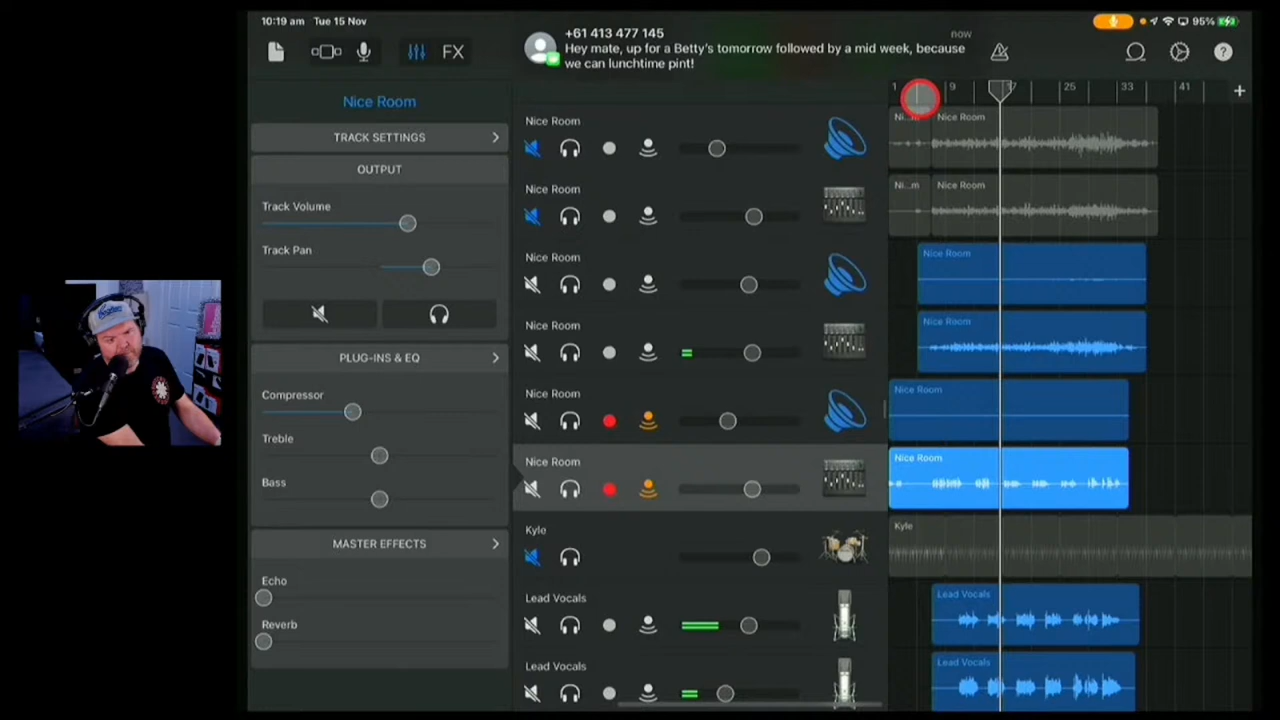 10:19 am Tue 15 Nov
95%
+61 413 477 145
now
Hey mate, up for a Betty's tomorrow followed by a mid week, because
we can lunchtime pint!
FX
?
Nice Room
TRACK SETTINGS
OUTPUT
Track Volume
Track Pan
PLUG-INS & EQ
Compressor
Treble
Bass
MASTER EFFECTS
Echo
Reverb
Nice Room
Nice Room
Nice Room
Nice Room
Nice Room
Nice Room
Kyle
Lead Vocals
Lead Vocals
1 9 17 25 33 41 +
Ni...m Nice Room
Ni...m Nice Room
Nice Room
Nice Room
Nice Room
Nice Room
Kyle
Lead Vocals
Lead Vocals